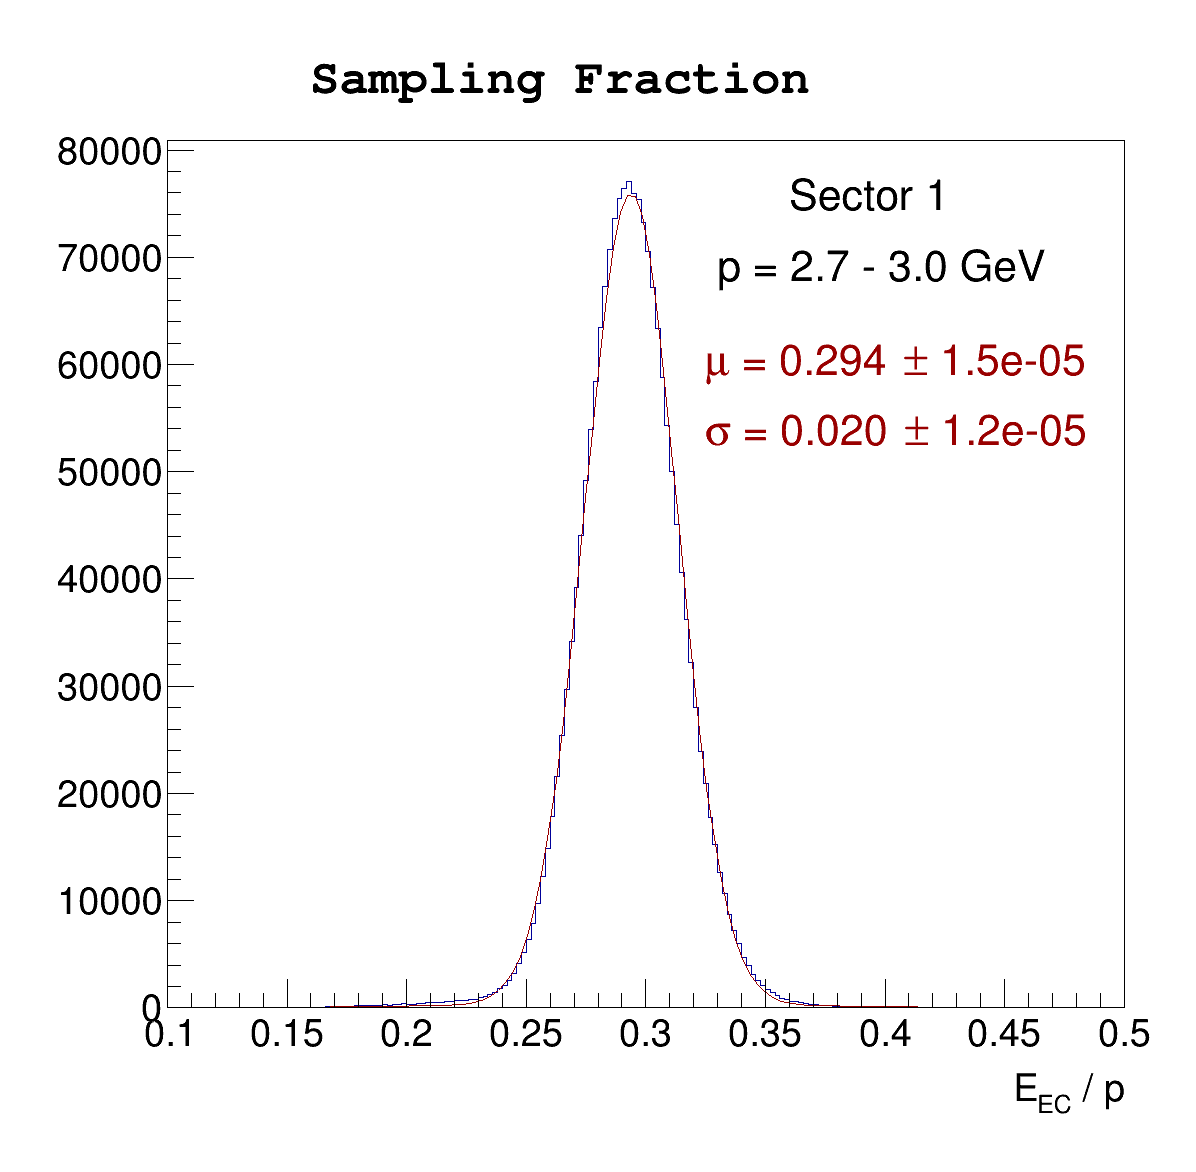 Sampling Fraction
80000
70000
60000
50000
40000
30000
20000
10000
0
Sector 1
p = 2.7 - 3.0 GeV
μ = 0.294 ± 1.5e-05
σ = 0.020 ± 1.2e-05
0.1 0.15 0.2 0.25 0.3 0.35 0.4 0.45 0.5
E_EC / p